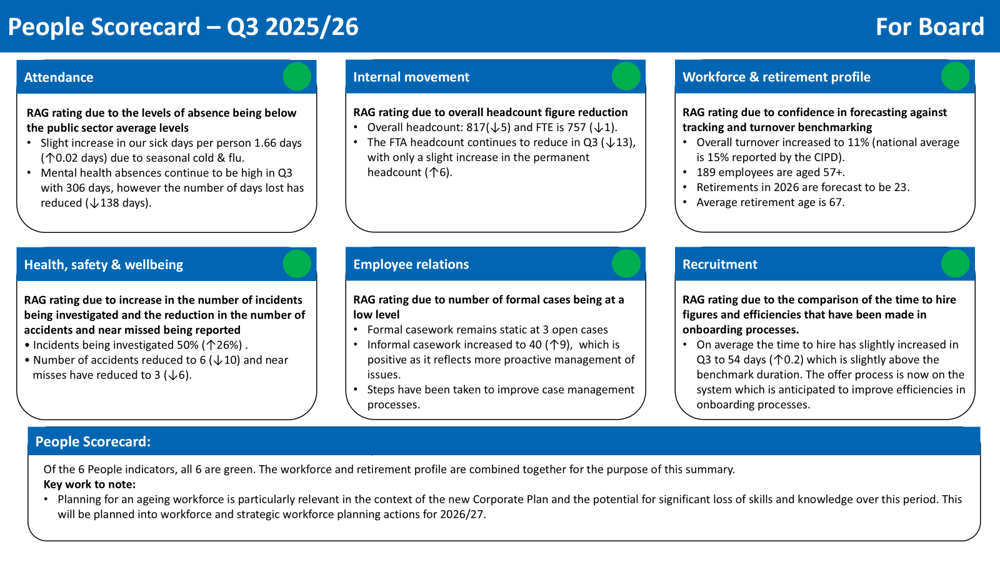 People Scorecard – Q3 2025/26
For Board
Attendance
RAG rating due to the levels of absence being below
the public sector average levels
• Slight increase in our sick days per person 1.66 days
(↑0.02 days) due to seasonal cold & flu.
• Mental health absences continue to be high in Q3
with 306 days, however the number of days lost has
reduced (↓138 days).
Internal movement
RAG rating due to overall headcount figure reduction
• Overall headcount: 817(↓5) and FTE is 757 (↓1).
• The FTA headcount continues to reduce in Q3 (↓13),
with only a slight increase in the permanent
headcount (↑6).
Workforce & retirement profile
RAG rating due to confidence in forecasting against
tracking and turnover benchmarking
• Overall turnover increased to 11% (national average
is 15% reported by the CIPD).
• 189 employees are aged 57+.
• Retirements in 2026 are forecast to be 23.
• Average retirement age is 67.
Health, safety & wellbeing
RAG rating due to increase in the number of incidents
being investigated and the reduction in the number of
accidents and near missed being reported
• Incidents being investigated 50% (↑26%) .
• Number of accidents reduced to 6 (↓10) and near
misses have reduced to 3 (↓6).
Employee relations
RAG rating due to number of formal cases being at a
low level
• Formal casework remains static at 3 open cases
• Informal casework increased to 40 (↑9),  which is
positive as it reflects more proactive management of
issues.
• Steps have been taken to improve case management
processes.
Recruitment
RAG rating due to the comparison of the time to hire
figures and efficiencies that have been made in
onboarding processes.
• On average the time to hire has slightly increased in
Q3 to 54 days (↑0.2) which is slightly above the
benchmark duration. The offer process is now on the
system which is anticipated to improve efficiencies in
onboarding processes.
People Scorecard:
Of the 6 People indicators, all 6 are green. The workforce and retirement profile are combined together for the purpose of this summary.
Key work to note:
• Planning for an ageing workforce is particularly relevant in the context of the new Corporate Plan and the potential for significant loss of skills and knowledge over this period. This
will be planned into workforce and strategic workforce planning actions for 2026/27.